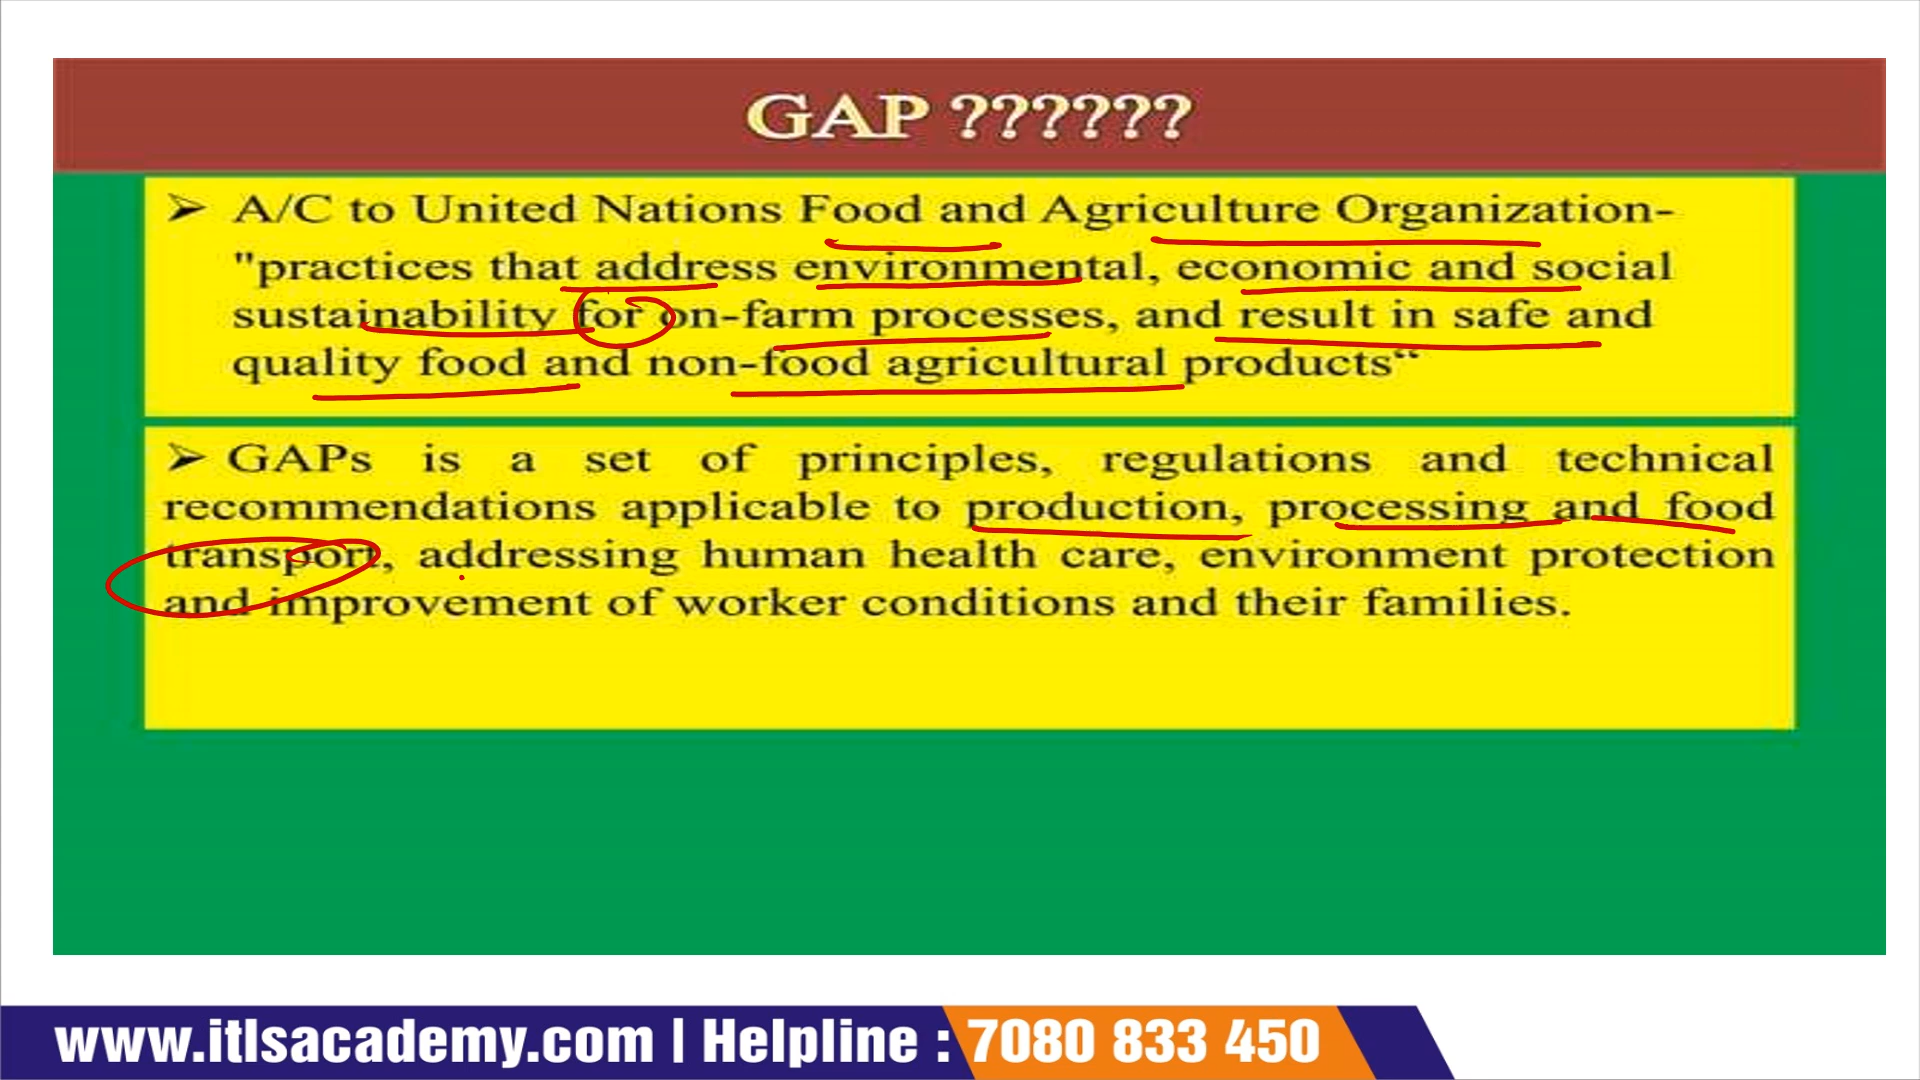 GAP ??????
➢ A/C to United Nations Food and Agriculture Organization-
"practices that address environmental, economic and social
sustainability for on-farm processes, and result in safe and
quality food and non-food agricultural products“
➢ GAPs is a set of principles, regulations and technical
recommendations applicable to production, processing and food
transport, addressing human health care, environment protection
and improvement of worker conditions and their families.
www.itlsacademy.com | Helpline : 7080 833 450